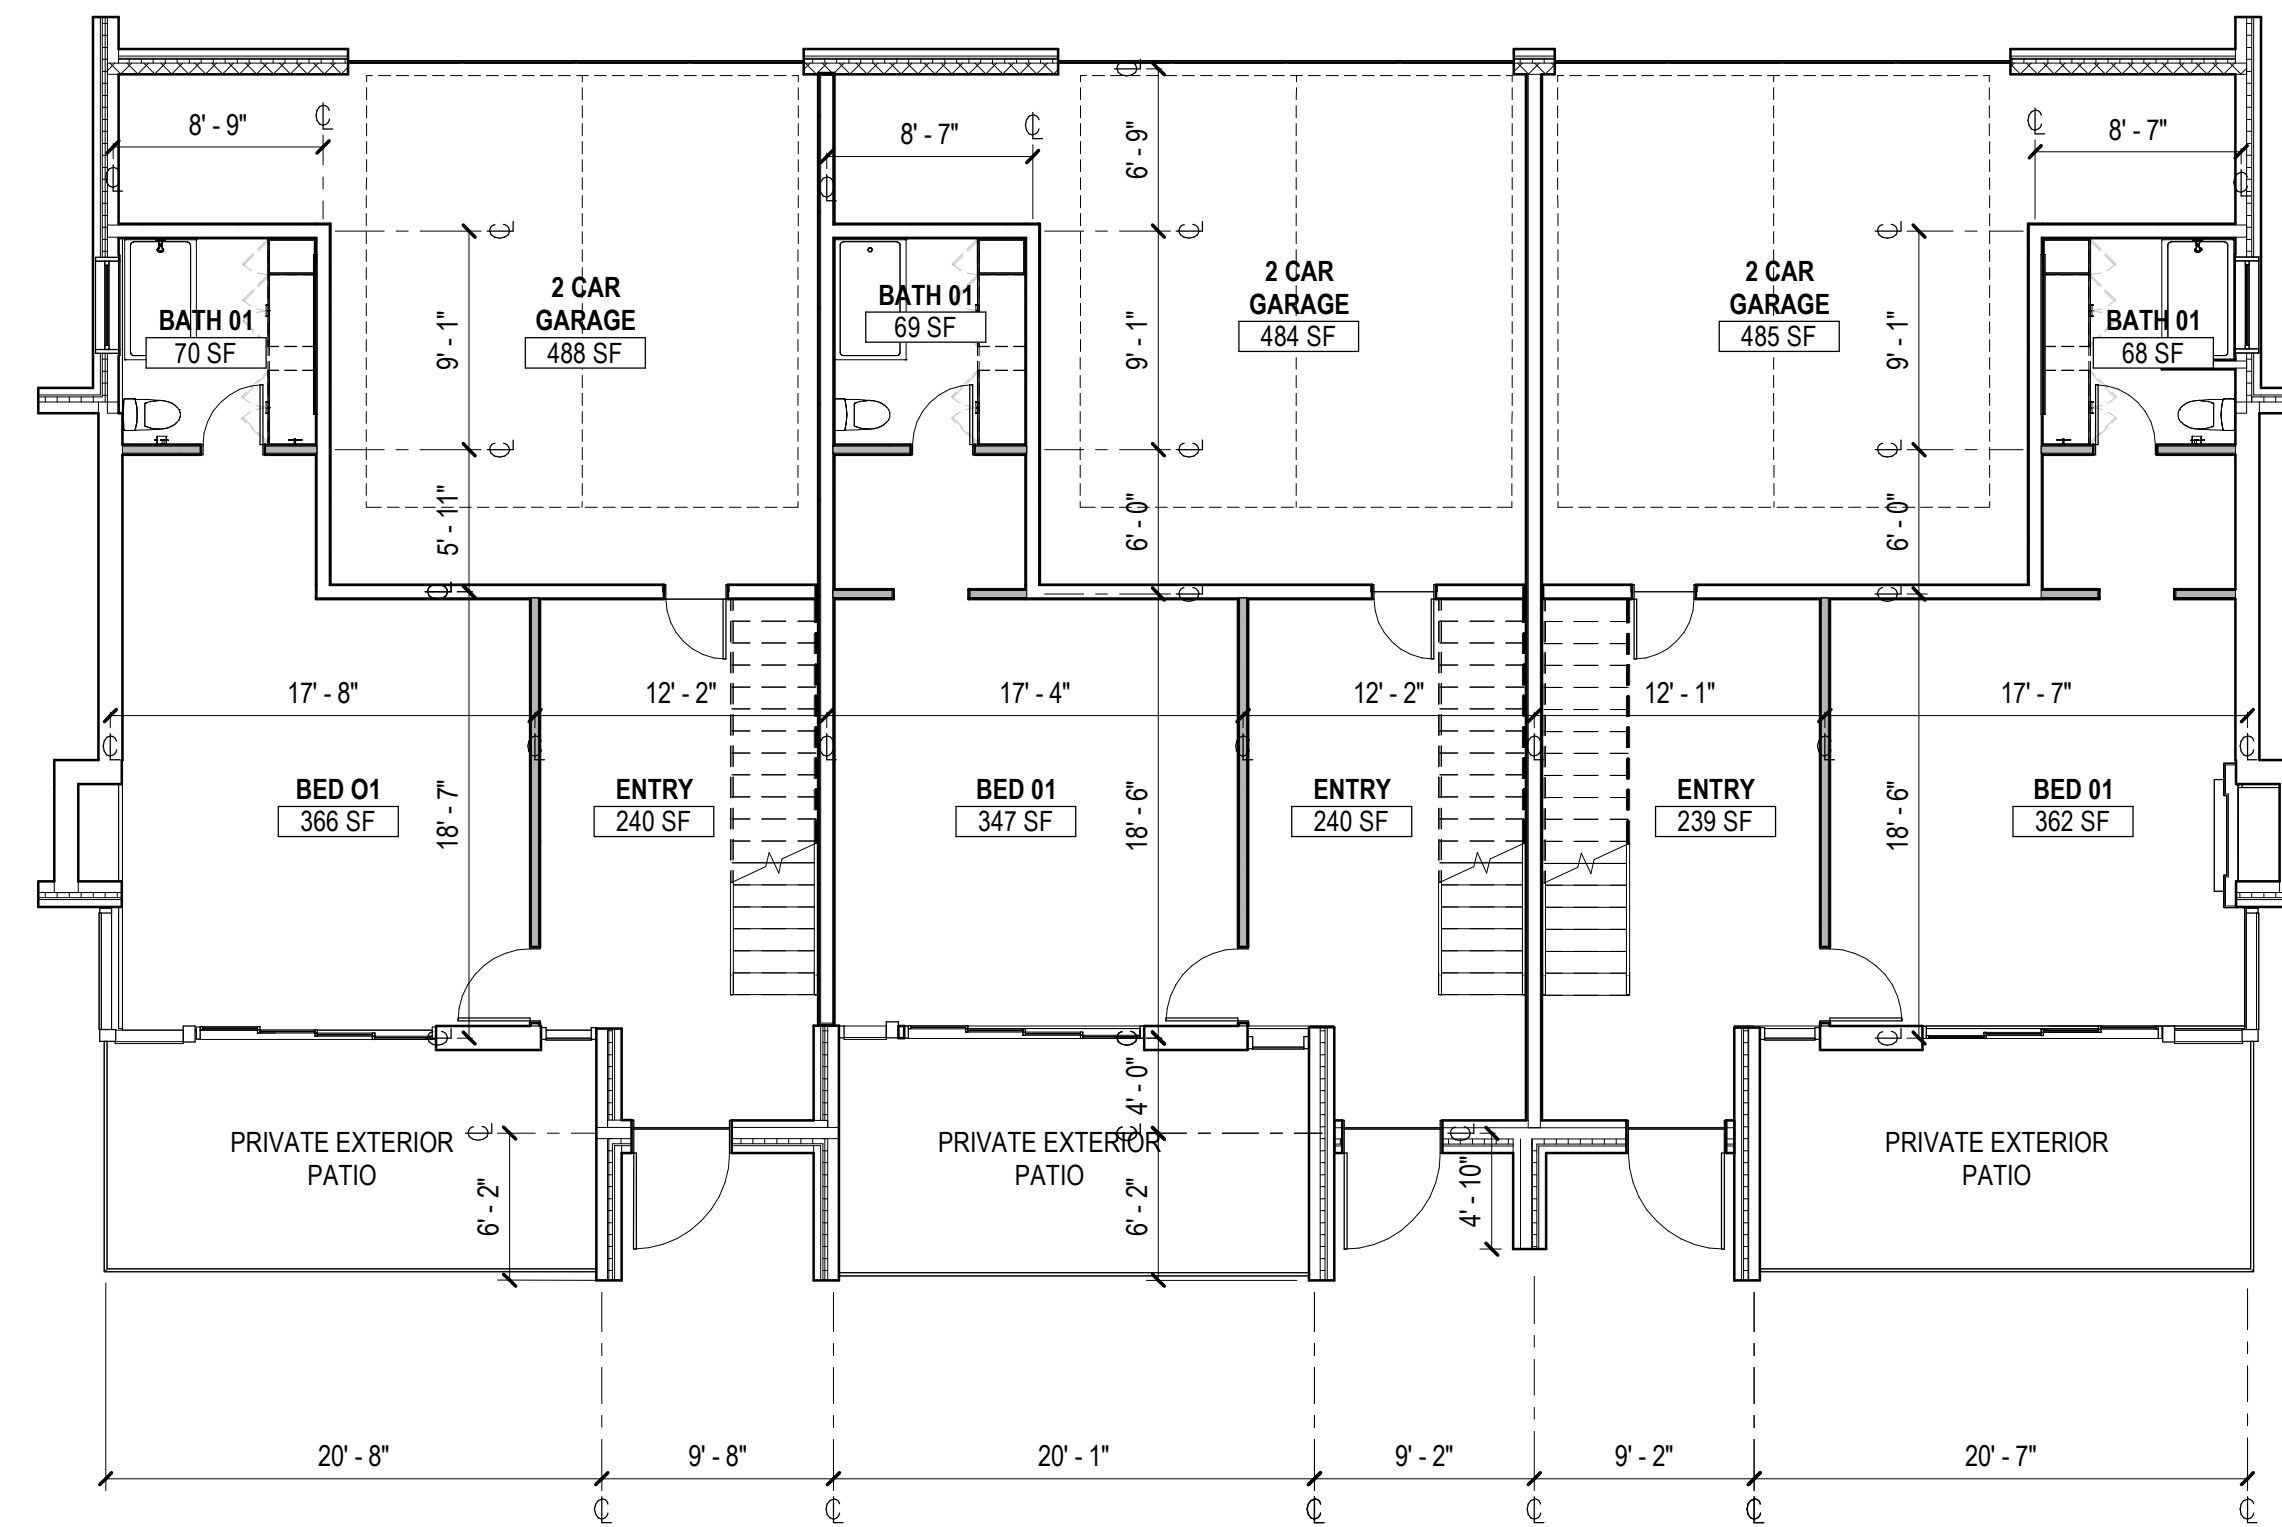 8' - 9"
8' - 7"
6' - 9"
8' - 7"
2 CAR
GARAGE
488 SF
2 CAR
GARAGE
484 SF
2 CAR
GARAGE
485 SF
BATH 01
70 SF
BATH 01
69 SF
BATH 01
68 SF
9' - 1"
9' - 1"
9' - 1"
5' - 11"
6' - 0"
6' - 0"
17' - 8"
12' - 2"
17' - 4"
12' - 2"
12' - 1"
17' - 7"
BED O1
366 SF
18' - 7"
ENTRY
240 SF
BED 01
347 SF
18' - 6"
ENTRY
240 SF
ENTRY
239 SF
18' - 6"
BED 01
362 SF
4' - 0"
PRIVATE EXTERIOR
PATIO
PRIVATE EXTERIOR
PATIO
PRIVATE EXTERIOR
PATIO
6' - 2"
6' - 2"
4' - 10"
20' - 8"
9' - 8"
20' - 1"
9' - 2"
9' - 2"
20' - 7"